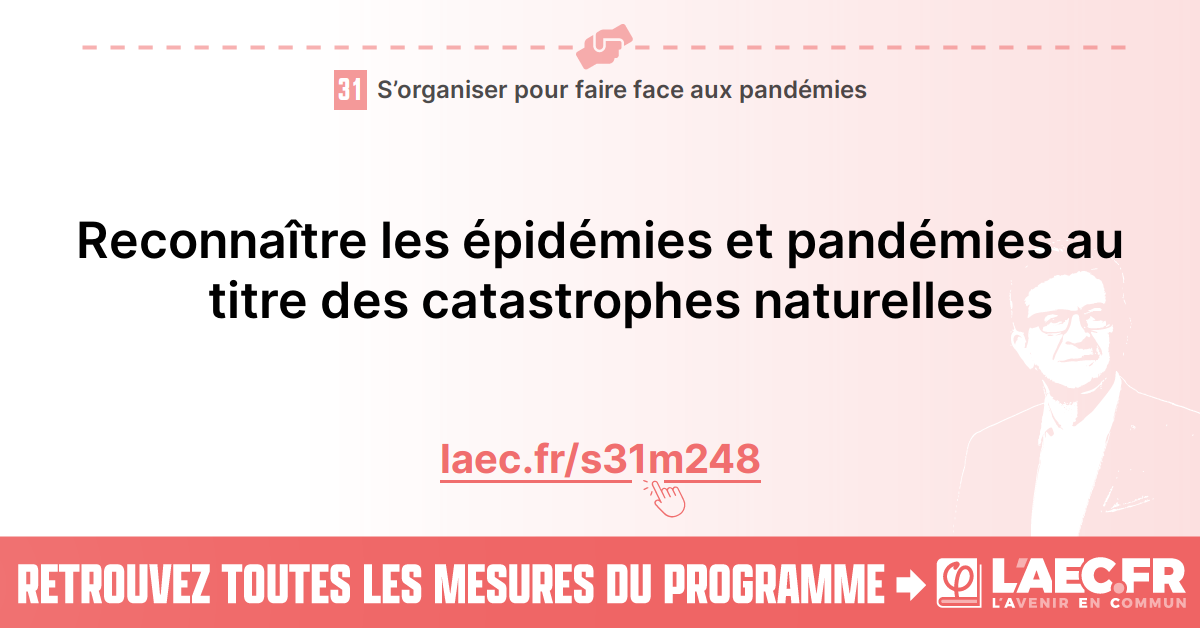 31 S’organiser pour faire face aux pandémies
Reconnaître les épidémies et pandémies au
titre des catastrophes naturelles
laec.fr/s31m248
RETROUVEZ TOUTES LES MESURES DU PROGRAMME → φ L'AEC.FR
L'AVENIR EN COMMUN